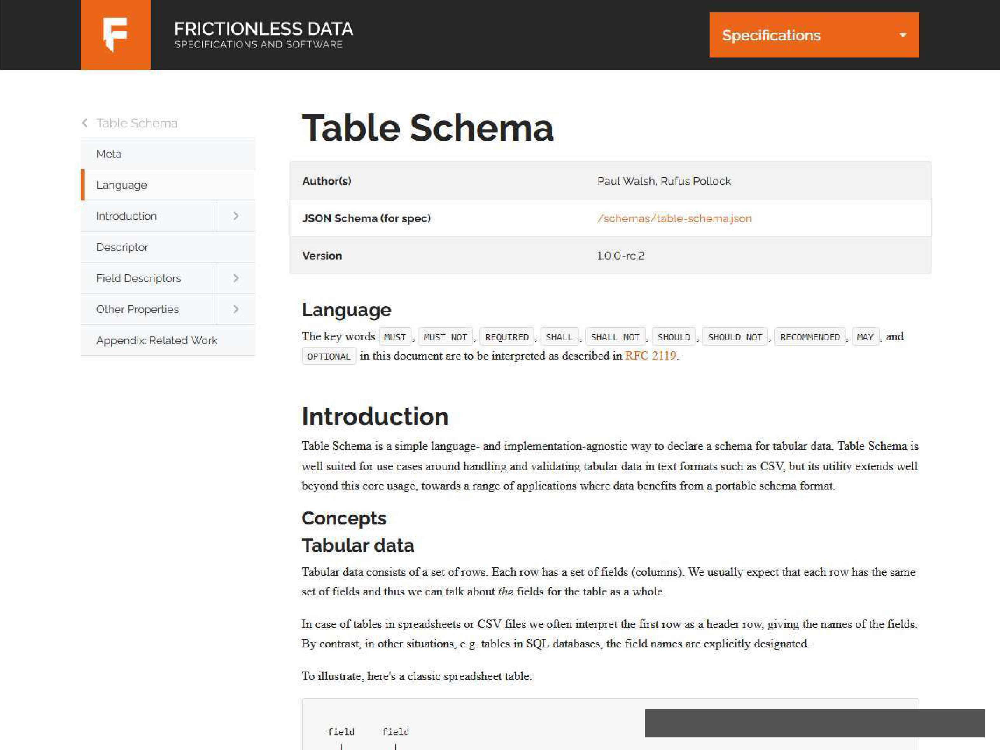 FRICTIONLESS DATA
SPECIFICATIONS AND SOFTWARE
Specifications
Table Schema
Meta
Language
Introduction
Descriptor
Field Descriptors
Other Properties
Appendix: Related Work
Table Schema
Author(s) Paul Walsh, Rufus Pollock
JSON Schema (for spec) /schemas/table-schema.json
Version 1.0.0-rc.2
Language
The key words MUST , MUST NOT , REQUIRED , SHALL , SHALL NOT , SHOULD , SHOULD NOT , RECOMMENDED , MAY , and
OPTIONAL in this document are to be interpreted as described in RFC 2119.
Introduction
Table Schema is a simple language- and implementation-agnostic way to declare a schema for tabular data. Table Schema is
well suited for use cases around handling and validating tabular data in text formats such as CSV, but its utility extends well
beyond this core usage, towards a range of applications where data benefits from a portable schema format.
Concepts
Tabular data
Tabular data consists of a set of rows. Each row has a set of fields (columns). We usually expect that each row has the same
set of fields and thus we can talk about the fields for the table as a whole.
In case of tables in spreadsheets or CSV files we often interpret the first row as a header row, giving the names of the fields.
By contrast, in other situations, e.g. tables in SQL databases, the field names are explicitly designated.
To illustrate, here's a classic spreadsheet table:
field field
| |